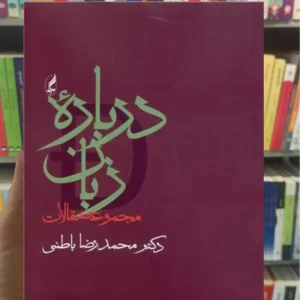 دربارهٔ
زبان
مجموعه مقالات
دکتر محمدرضا باطنی